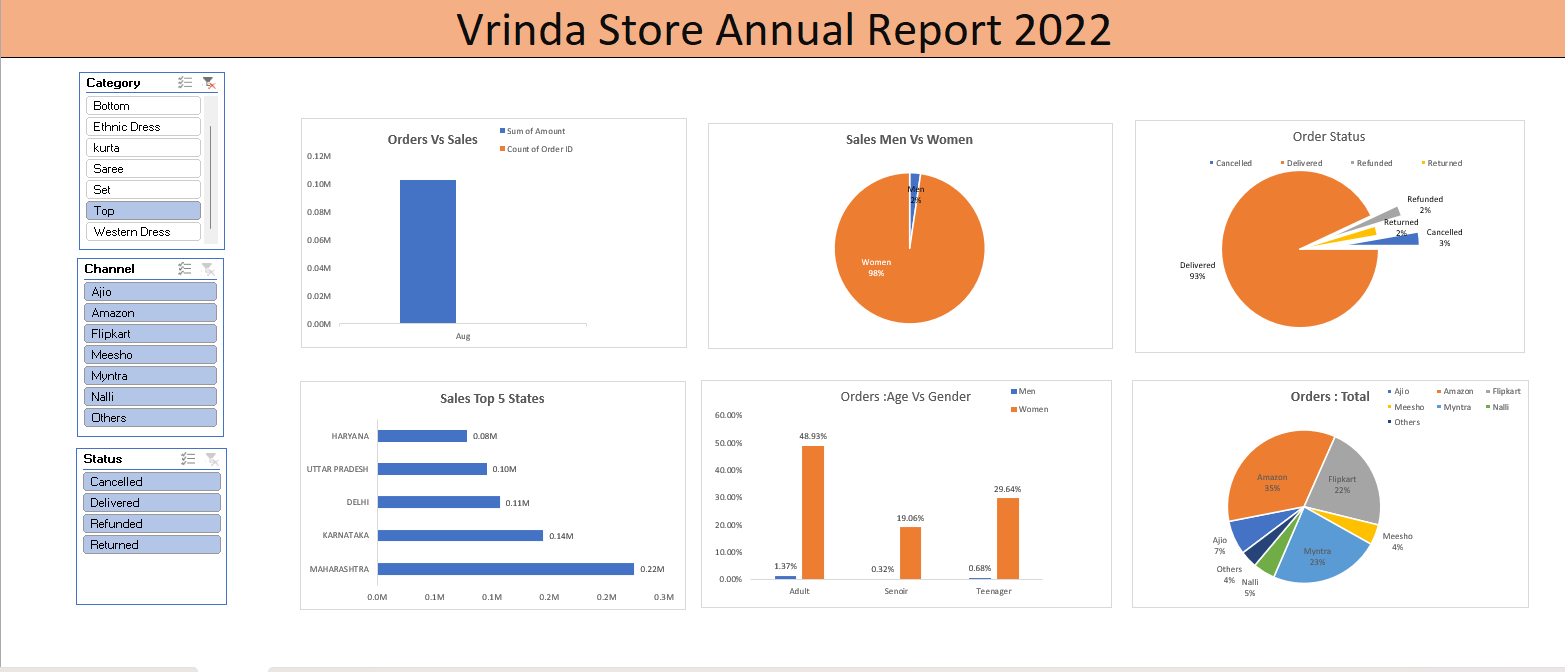 Vrinda Store Annual Report 2022
Category
Bottom
Ethnic Dress
kurta
Saree
Set
Top
Western Dress
Channel
Ajio
Amazon
Flipkart
Meesho
Myntra
Nalli
Others
Status
Cancelled
Delivered
Refunded
Returned
Orders Vs Sales
Sum of Amount
Count of Order ID
0.12M
0.10M
0.08M
0.06M
0.04M
0.02M
0.00M
Aug
Sales Men Vs Women
Men
2%
Women
98%
Order Status
Cancelled Delivered Refunded Returned
Refunded
2%
Returned
2%
Cancelled
3%
Delivered
93%
Sales Top 5 States
HARYANA 0.08M
UTTAR PRADESH 0.10M
DELHI 0.11M
KARNATAKA 0.14M
MAHARASHTRA 0.22M
0.0M 0.1M 0.1M 0.2M 0.2M 0.3M
Orders :Age Vs Gender
Men
Women
60.00%
50.00%
40.00%
30.00%
20.00%
10.00%
0.00%
1.37% 48.93%
0.32% 19.06%
0.68% 29.64%
Adult Senoir Teenager
Orders : Total
Ajio Amazon Flipkart
Meesho Myntra Nalli
Others
Amazon
35%
Flipkart
22%
Meesho
4%
Myntra
23%
Nalli
5%
Others
4%
Ajio
7%